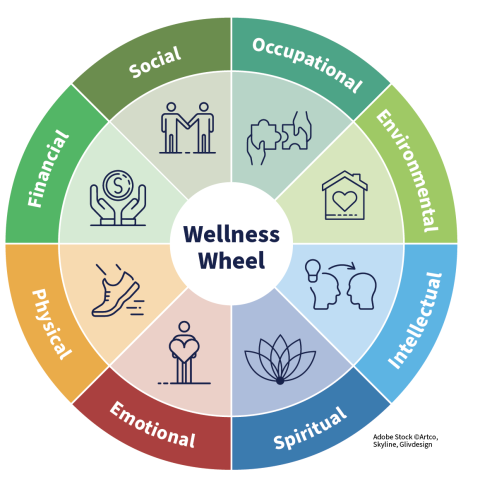 Social
Occupational
Environmental
Intellectual
Spiritual
Emotional
Physical
Financial
Wellness
Wheel
Adobe Stock ©Artco,
Skyline, Glivdesign